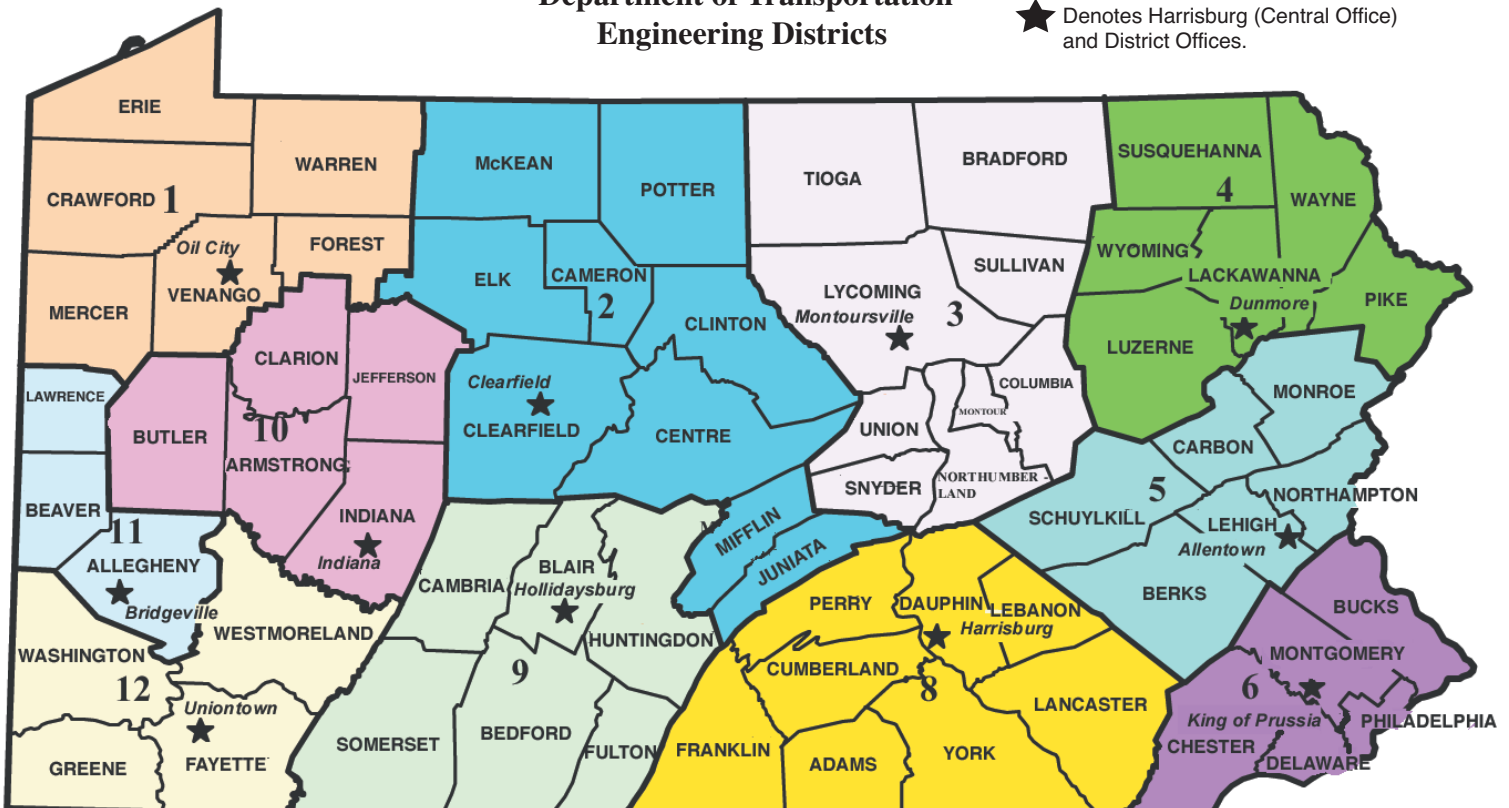 Department of Transportation
Engineering Districts
Denotes Harrisburg (Central Office)
and District Offices.
ERIE
WARREN
McKEAN
POTTER
TIOGA
BRADFORD
SUSQUEHANNA
4
WAYNE
CRAWFORD 1
Oil City
FOREST
VENANGO
MERCER
ELK
CAMERON
2
CLINTON
LYCOMING
Montoursville
3
SULLIVAN
WYOMING
LACKAWANNA
Dunmore
PIKE
LUZERNE
CLARION
JEFFERSON
Clearfield
CLEARFIELD
CENTRE
COLUMBIA
MONTOUR
UNION
SNYDER
NORTHUMBER -
LAND
MONROE
CARBON
LAWRENCE
BUTLER
10
ARMSTRONG
INDIANA
Indiana
BEAVER
11
ALLEGHENY
Bridgeville
M
MIFFLIN
JUNIATA
5
SCHUYLKILL
NORTHAMPTON
LEHIGH
Allentown
BERKS
CAMBRIA
BLAIR
Hollidaysburg
HUNTINGDON
PERRY
DAUPHIN
LEBANON
Harrisburg
CUMBERLAND
8
LANCASTER
BUCKS
MONTGOMERY
6
King of Prussia
PHILADELPHIA
CHESTER
DELAWARE
WASHINGTON
WESTMORELAND
12
Uniontown
GREENE
FAYETTE
9
SOMERSET
BEDFORD
FULTON
FRANKLIN
ADAMS
YORK